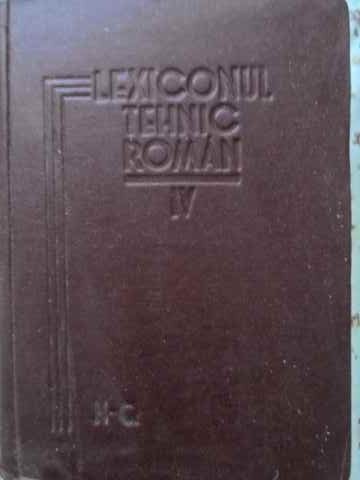 LEXICONUL
TEHNIC
ROMÂN
IV
H-C.